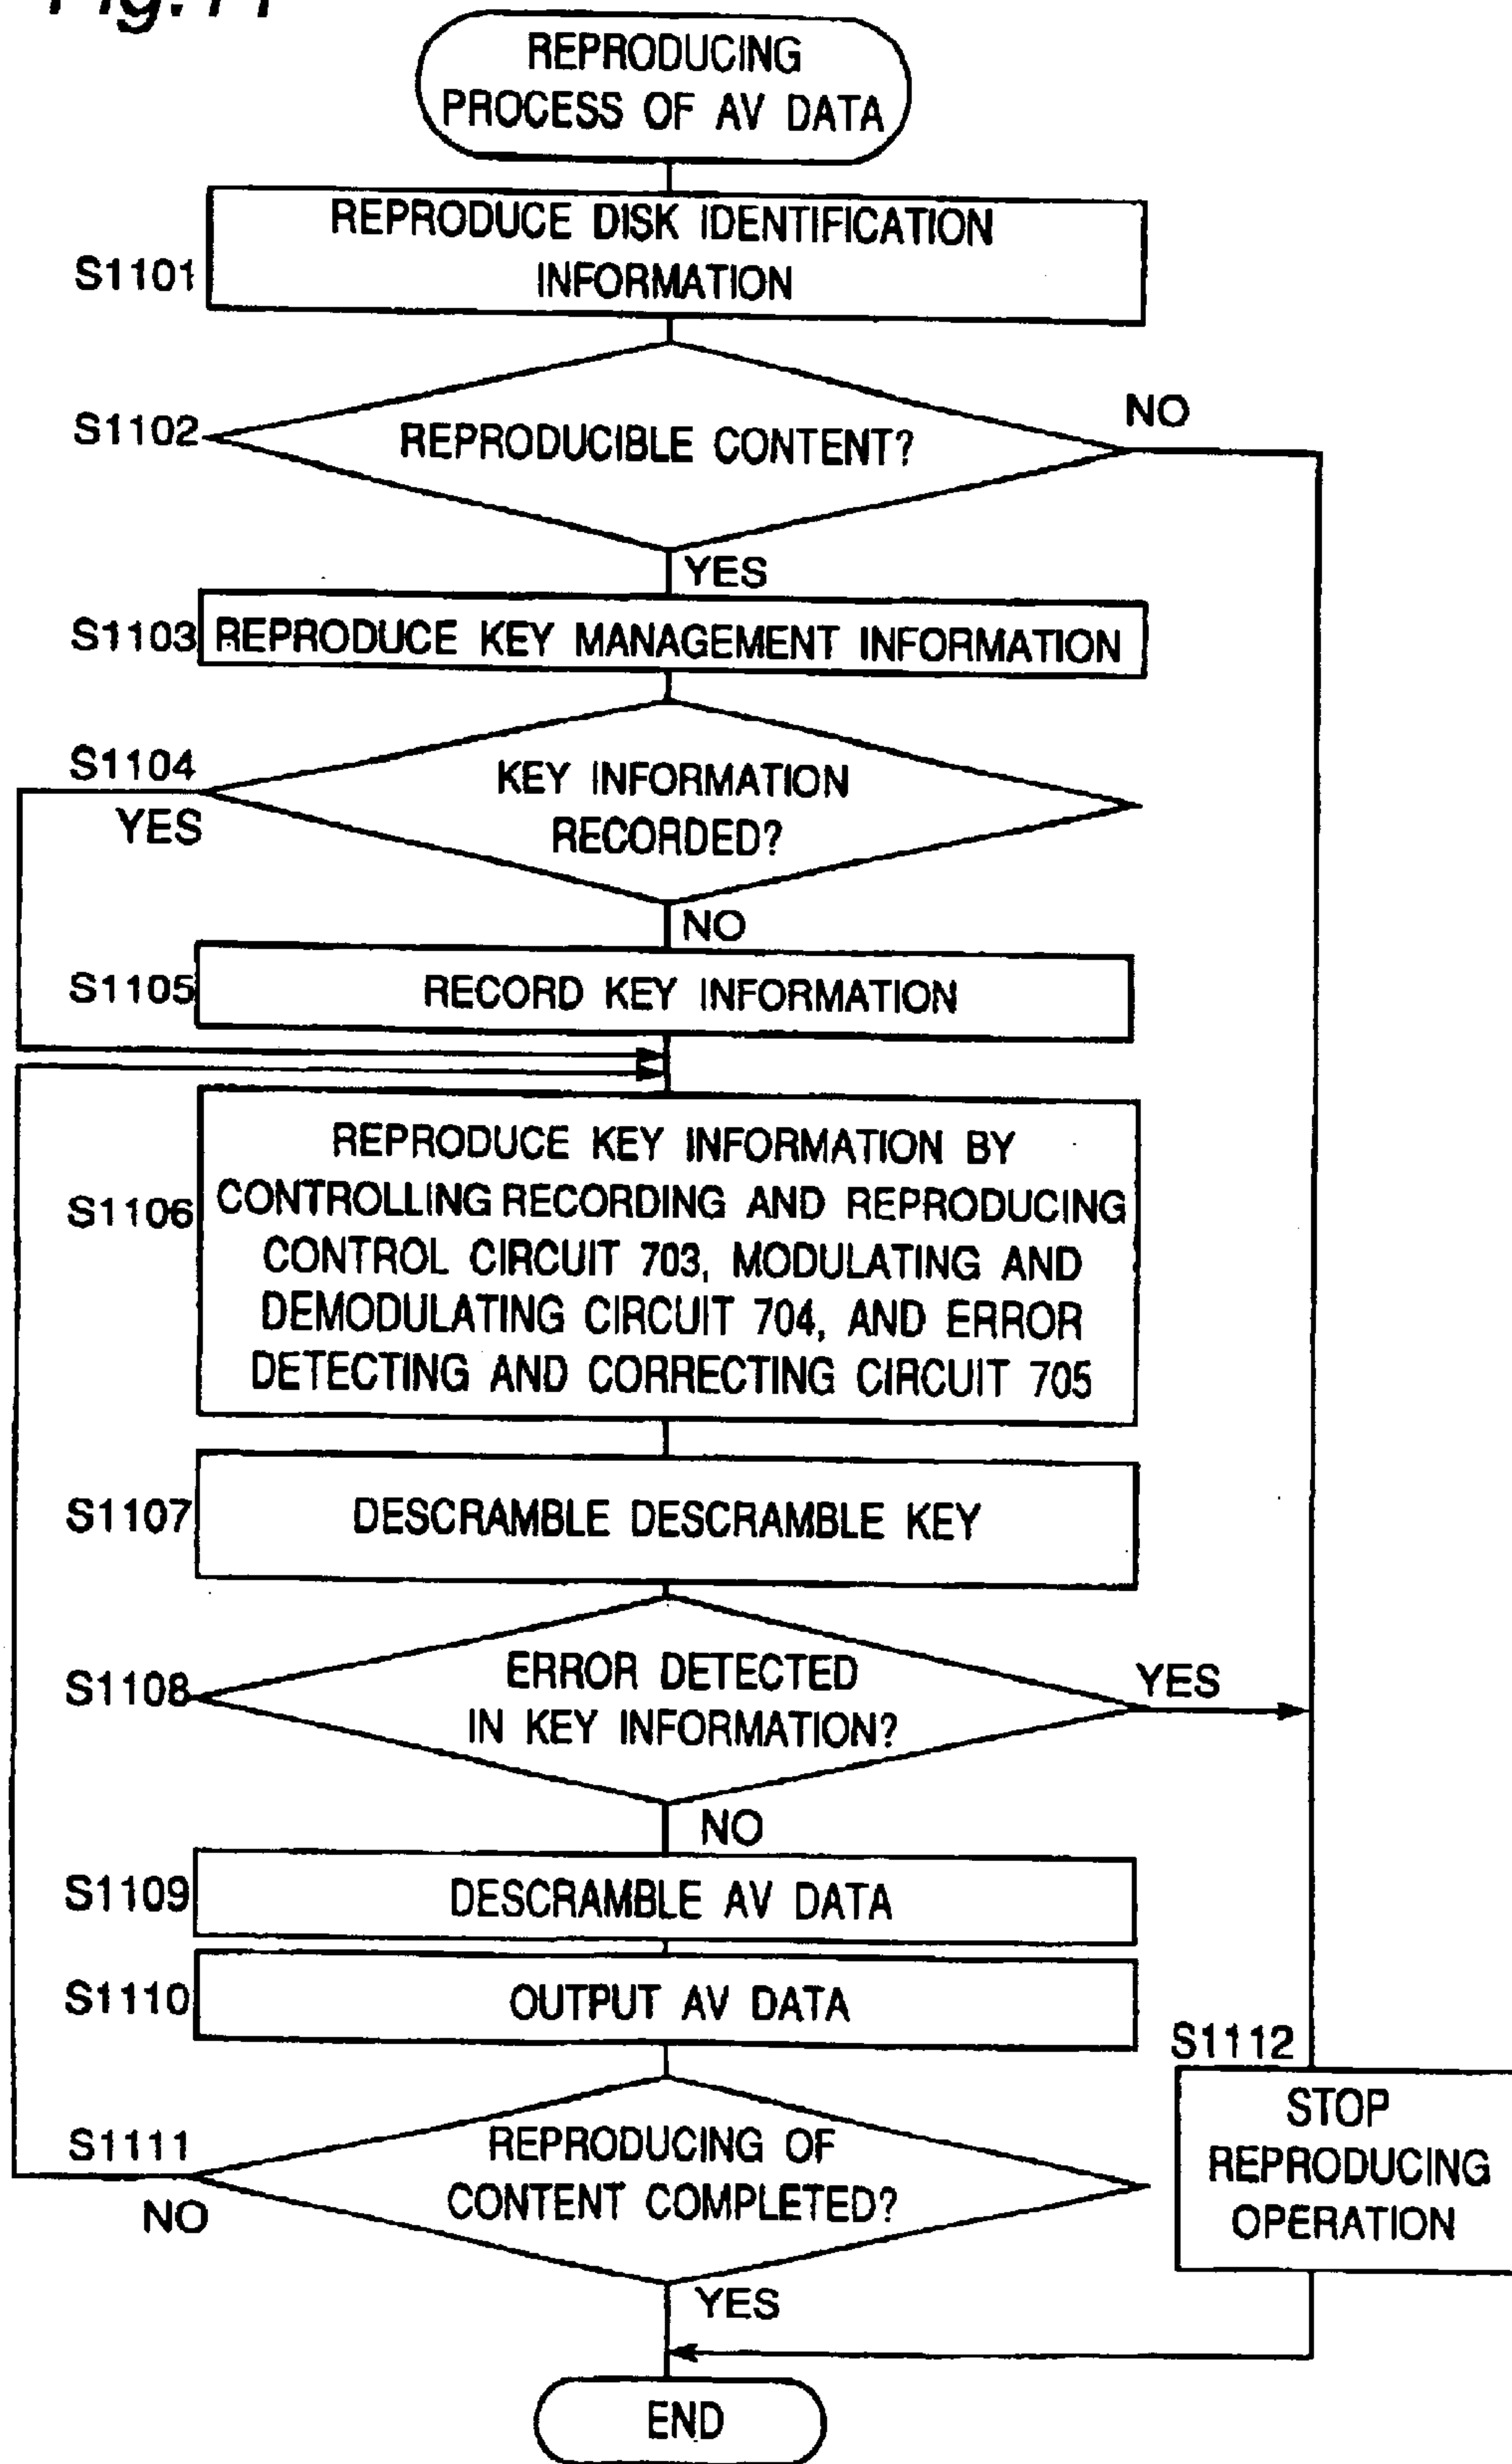 Fig. 11
REPRODUCING
PROCESS OF AV DATA
S1101
REPRODUCE DISK IDENTIFICATION
INFORMATION
S1102
REPRODUCIBLE CONTENT?
NO
YES
S1103
REPRODUCE KEY MANAGEMENT INFORMATION
S1104
YES
KEY INFORMATION
RECORDED?
NO
S1105
RECORD KEY INFORMATION
S1106
REPRODUCE KEY INFORMATION BY
CONTROLLING RECORDING AND REPRODUCING
CONTROL CIRCUIT 703, MODULATING AND
DEMODULATING CIRCUIT 704, AND ERROR
DETECTING AND CORRECTING CIRCUIT 705
S1107
DESCRAMBLE DESCRAMBLE KEY
S1108
ERROR DETECTED
IN KEY INFORMATION?
YES
NO
S1109
DESCRAMBLE AV DATA
S1110
OUTPUT AV DATA
S1111
NO
REPRODUCING OF
CONTENT COMPLETED?
YES
S1112
STOP
REPRODUCING
OPERATION
END